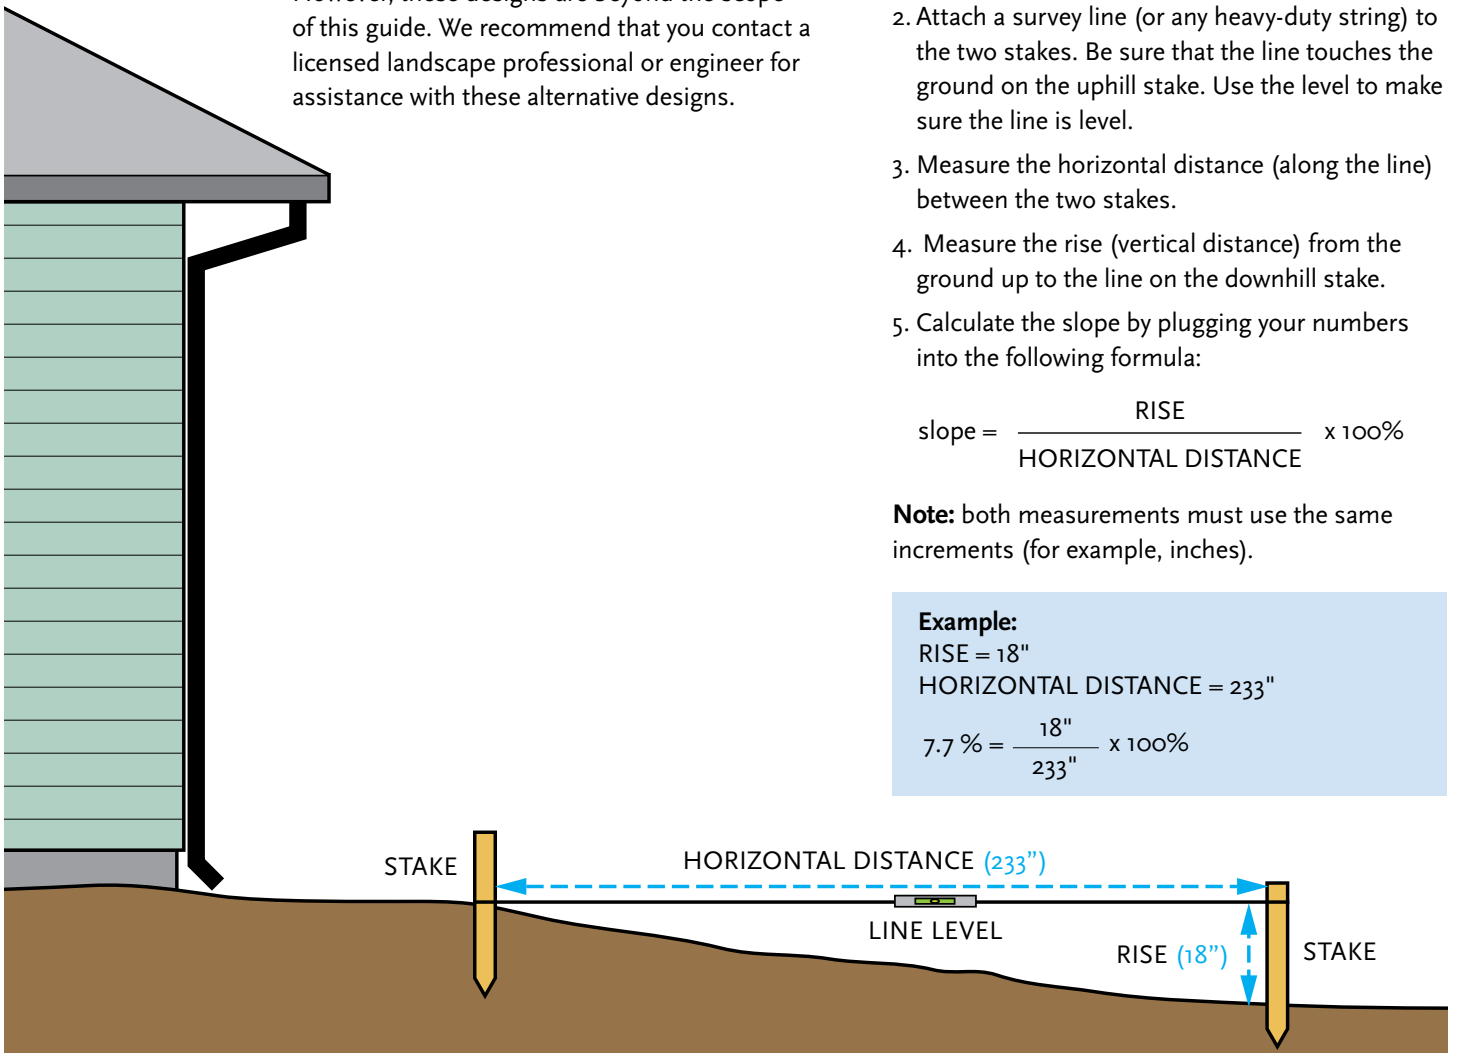 of this guide. We recommend that you contact a
licensed landscape professional or engineer for
assistance with these alternative designs.
2. Attach a survey line (or any heavy-duty string) to
the two stakes. Be sure that the line touches the
ground on the uphill stake. Use the level to make
sure the line is level.
3. Measure the horizontal distance (along the line)
between the two stakes.
4. Measure the rise (vertical distance) from the
ground up to the line on the downhill stake.
5. Calculate the slope by plugging your numbers
into the following formula:
RISE
slope = x 100%
HORIZONTAL DISTANCE
Note: both measurements must use the same
increments (for example, inches).
Example:
RISE = 18"
HORIZONTAL DISTANCE = 233"
18"
7.7 % = x 100%
233"
STAKE
HORIZONTAL DISTANCE (233”)
LINE LEVEL
RISE (18”)
STAKE